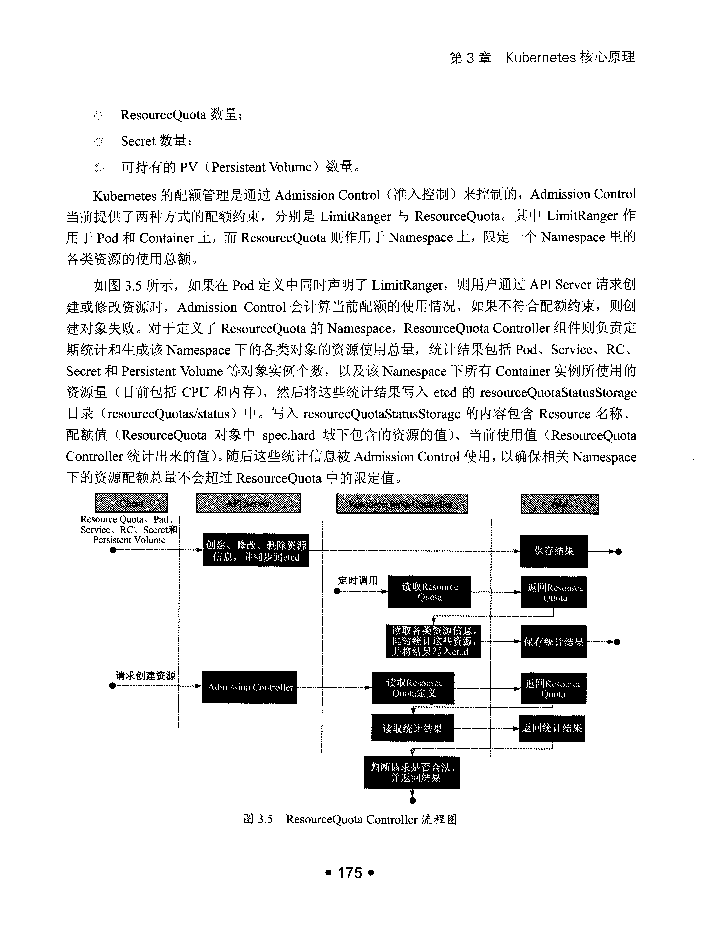 第 3 章 Kubernetes 核心原理
ResourceQuota 数量；
Secret 数量；
可持有的 PV（Persistent Volume）数量。
Kubernetes 的配额管理是通过 Admission Control（准入控制）来控制的，Admission Control
当前提供了两种方式的配额约束，分别是 LimitRanger 与 ResourceQuota。其中 LimitRanger 作
用于 Pod 和 Container 上，而 ResourceQuota 则作用于 Namespace 上，限定一个 Namespace 里的
各类资源的使用总额。
如图 3.5 所示，如果在 Pod 定义中同时声明了 LimitRanger，则用户通过 API Server 请求创
建或修改资源时，Admission Control 会计算当前配额的使用情况，如果不符合配额约束，则创
建对象失败。对于定义了 ResourceQuota 的 Namespace，ResourceQuota Controller 组件则负责定
期统计和生成该 Namespace 下的各类对象的资源使用总量，统计结果包括 Pod、Service、RC、
Secret 和 Persistent Volume 等对象实例个数，以及该 Namespace 下所有 Container 实例所使用的
资源量（目前包括 CPU 和内存），然后将这些统计结果写入 etcd 的 resourceQuotaStatusStorage
目录（resourceQuotas/status）中。写入 resourceQuotaStatusStorage 的内容包含 Resource 名称、
配额值（ResourceQuota 对象中 spec.hard 域下包含的资源的值）、当前使用值（ResourceQuota
Controller 统计出来的值）。随后这些统计信息被 Admission Control 使用，以确保相关 Namespace
下的资源配额总量不会超过 ResourceQuota 中的限定值。
Resource Quota、Pad、
Service、RC、Secret和
Persistent Volume
创建、修改、删除资源
信息，并同步到etcd
保存结果
定时调用
读取Resource
Quota
返回Resource
Quota
读取各类资源信息，
同时统计这些资源，
并将结果写入etcd
保存统计结果
请求创建资源
Admission Controller
读取Resource
Quota定义
返回Resource
Quota
读取统计结果
返回统计结果
判断请求是否合法，
并返回结果
图 3.5 ResourceQuota Controller 流程图
• 175 •